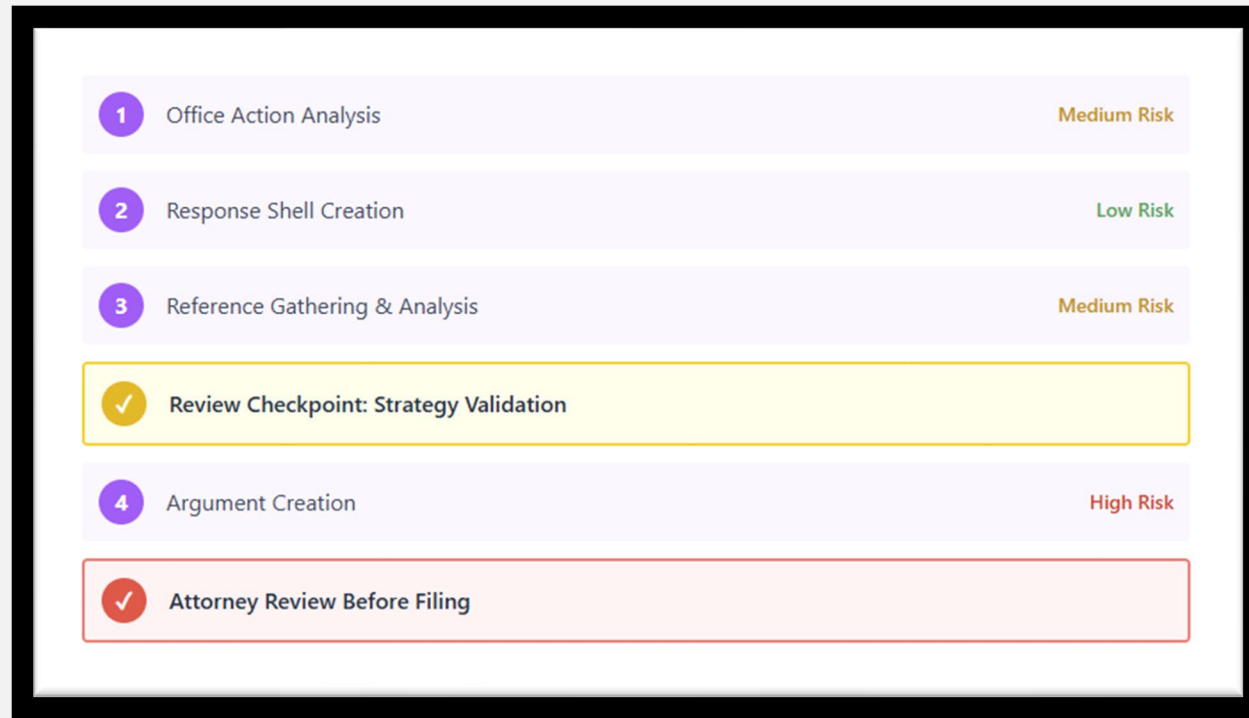 1 Office Action Analysis Medium Risk
2 Response Shell Creation Low Risk
3 Reference Gathering & Analysis Medium Risk
✓ Review Checkpoint: Strategy Validation
4 Argument Creation High Risk
✓ Attorney Review Before Filing